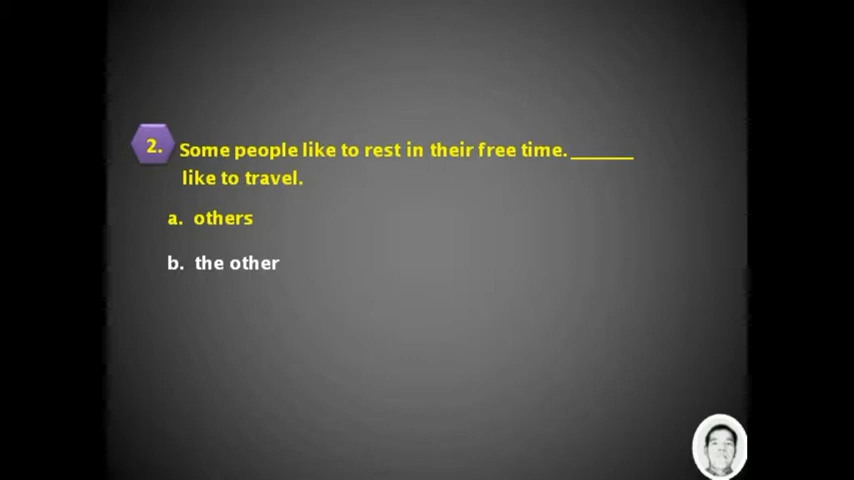 2. Some people like to rest in their free time. ______
like to travel.
a. others
b. the other